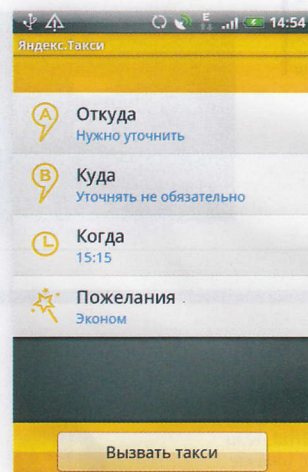 E 14:54
Яндекс.Такси
A Откуда
Нужно уточнить
B Куда
Уточнять не обязательно
Когда
15:15
Пожелания
Эконом
Вызвать такси